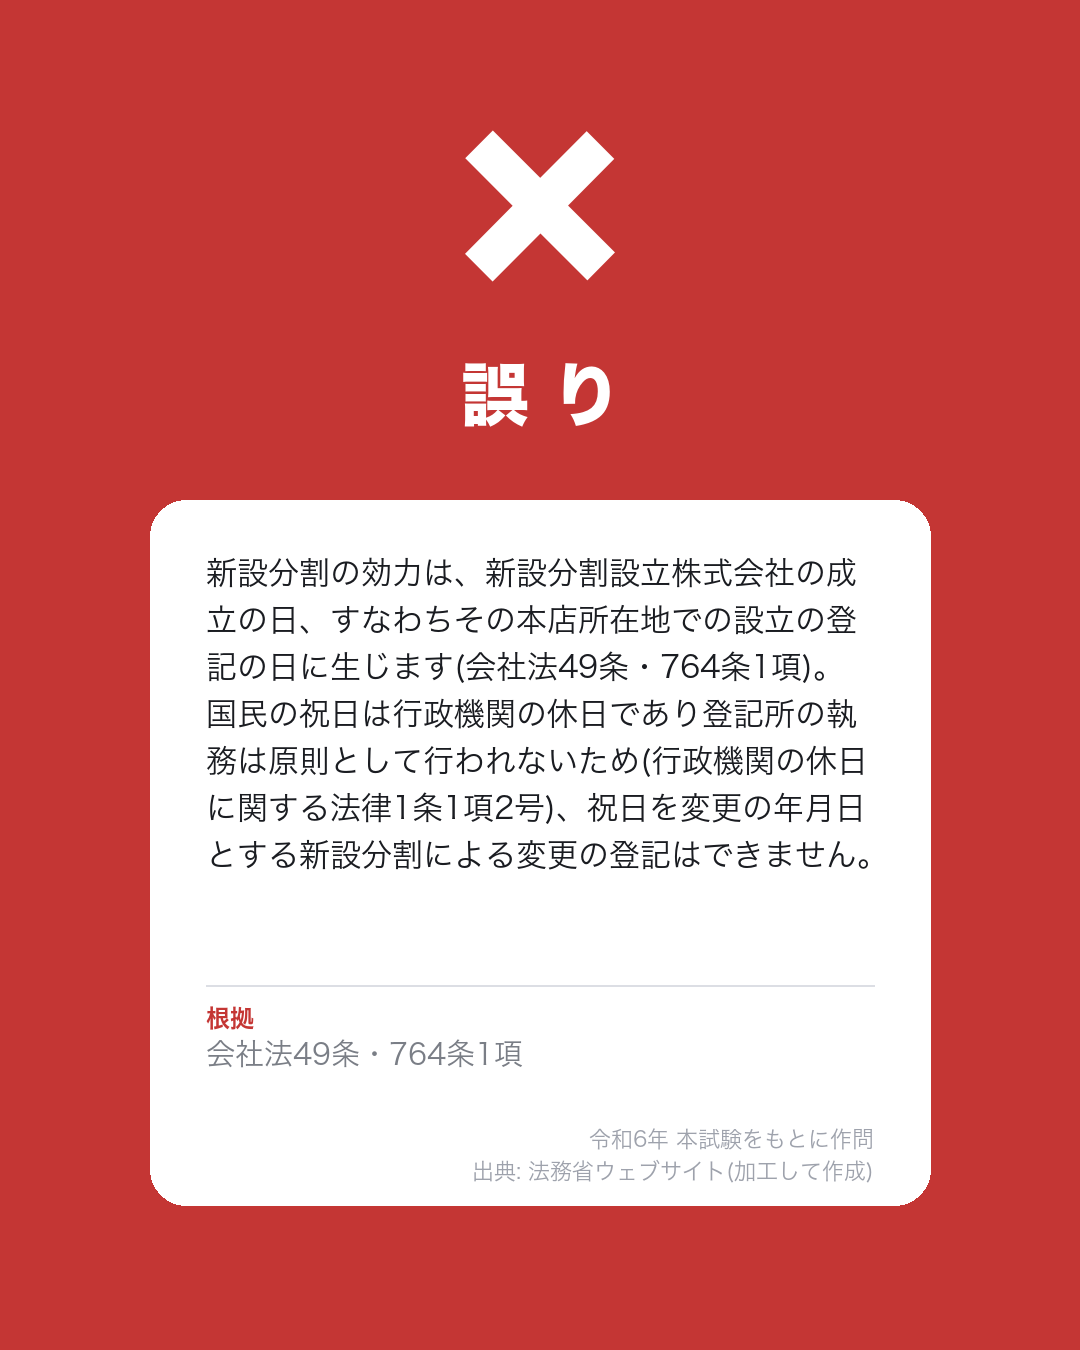 誤り
新設分割の効力は、新設分割設立株式会社の成
立の日、すなわちその本店所在地での設立の登
記の日に生じます(会社法49条・764条1項)。
国民の祝日は行政機関の休日であり登記所の執
務は原則として行われないため(行政機関の休日
に関する法律1条1項2号)、祝日を変更の年月日
とする新設分割による変更の登記はできません。
根拠
会社法49条・764条1項
令和6年 本試験をもとに作問
出典: 法務省ウェブサイト(加工して作成)